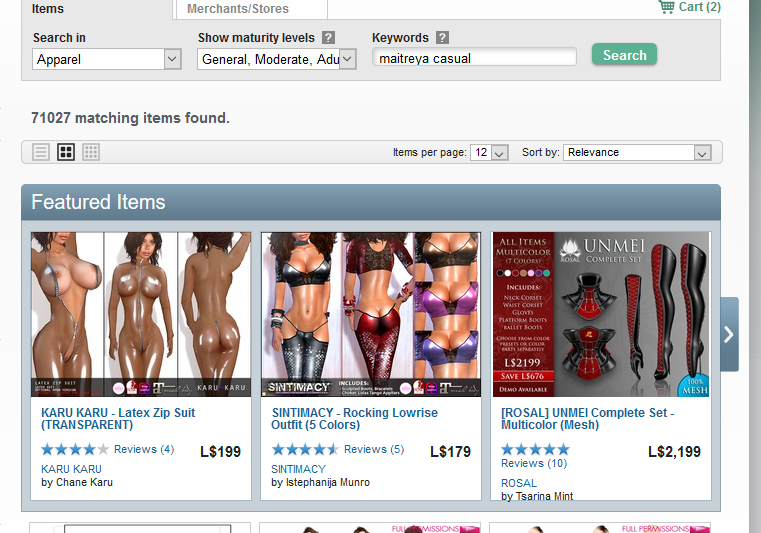 Items
Merchants/Stores
Cart (2)
Search in
Show maturity levels ?
Keywords ?
Apparel
General, Moderate, Adu
maitreya casual
Search
71027 matching items found.
Items per page: 12
Sort by: Relevance
Featured Items
LATEX ZIP SUIT
KARU KARU
SINTIMACY
INCLUDES:
ALL ITEMS
MULTICOLOR
(7 COLORS)
INCLUDES:
NECK CORSET
WAIST CORSET
GLOVES
PLATFORM BOOTS
BALLET BOOTS
CHOOSE FROM COLOR
PRESETS OR COLOR
PARTS SEPARATELY
L$2199
SAVE L$676
DEMO AVAILABLE
ROSAL
UNMEI
COMPLETE SET
100%
MESH
KARU KARU - Latex Zip Suit
(TRANSPARENT)
Reviews (4)
L$199
KARU KARU
by Chane Karu
SINTIMACY - Rocking Lowrise
Outfit (5 Colors)
Reviews (5)
L$179
SINTIMACY
by Istephanija Munro
[ROSAL] UNMEI Complete Set -
Multicolor (Mesh)
Reviews (10)
L$2,199
ROSAL
by Tsarina Mint
FULL PERMISSIONS
FULL PERMISSIONS